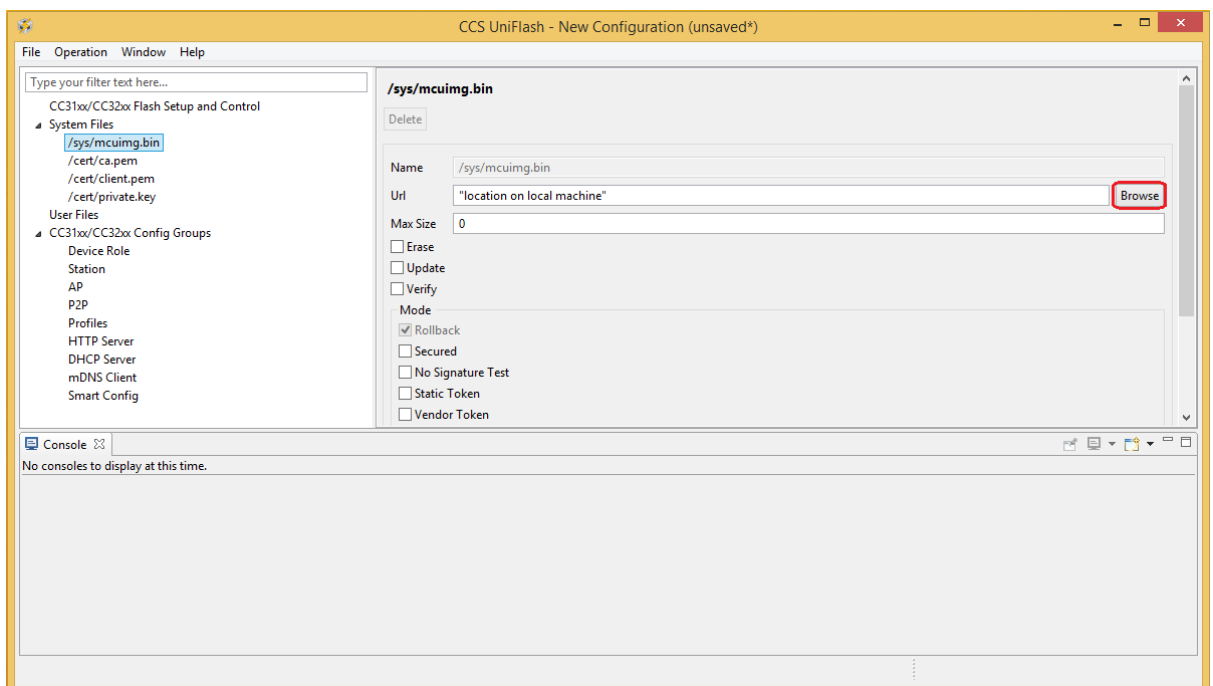 CCS UniFlash - New Configuration (unsaved*)
File Operation Window Help
Type your filter text here...
CC31xx/CC32xx Flash Setup and Control
System Files
/sys/mcuimg.bin
/cert/ca.pem
/cert/client.pem
/cert/private.key
User Files
CC31xx/CC32xx Config Groups
Device Role
Station
AP
P2P
Profiles
HTTP Server
DHCP Server
mDNS Client
Smart Config
/sys/mcuimg.bin
Delete
Name /sys/mcuimg.bin
Url "location on local machine" Browse
Max Size 0
Erase
Update
Verify
Mode
Rollback
Secured
No Signature Test
Static Token
Vendor Token
Console
No consoles to display at this time.